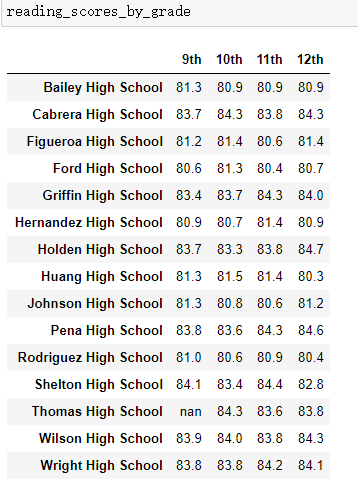 reading_scores_by_grade
9th 10th 11th 12th
Bailey High School 81.3 80.9 80.9 80.9
Cabrera High School 83.7 84.3 83.8 84.3
Figueroa High School 81.2 81.4 80.6 81.4
Ford High School 80.6 81.3 80.4 80.7
Griffin High School 83.4 83.7 84.3 84.0
Hernandez High School 80.9 80.7 81.4 80.9
Holden High School 83.7 83.3 83.8 84.7
Huang High School 81.3 81.5 81.4 80.3
Johnson High School 81.3 80.8 80.6 81.2
Pena High School 83.8 83.6 84.3 84.6
Rodriguez High School 81.0 80.6 80.9 80.4
Shelton High School 84.1 83.4 84.4 82.8
Thomas High School nan 84.3 83.6 83.8
Wilson High School 83.9 84.0 83.8 84.3
Wright High School 83.8 83.8 84.2 84.1